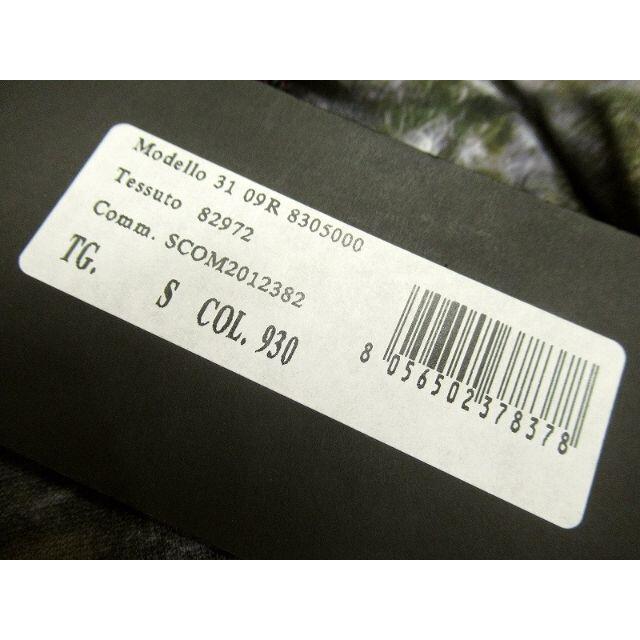 Modello 31 09R 8305000
Tessuto 82972
Comm. SCOM2012382
TG. S COL. 930
8 056502 378378